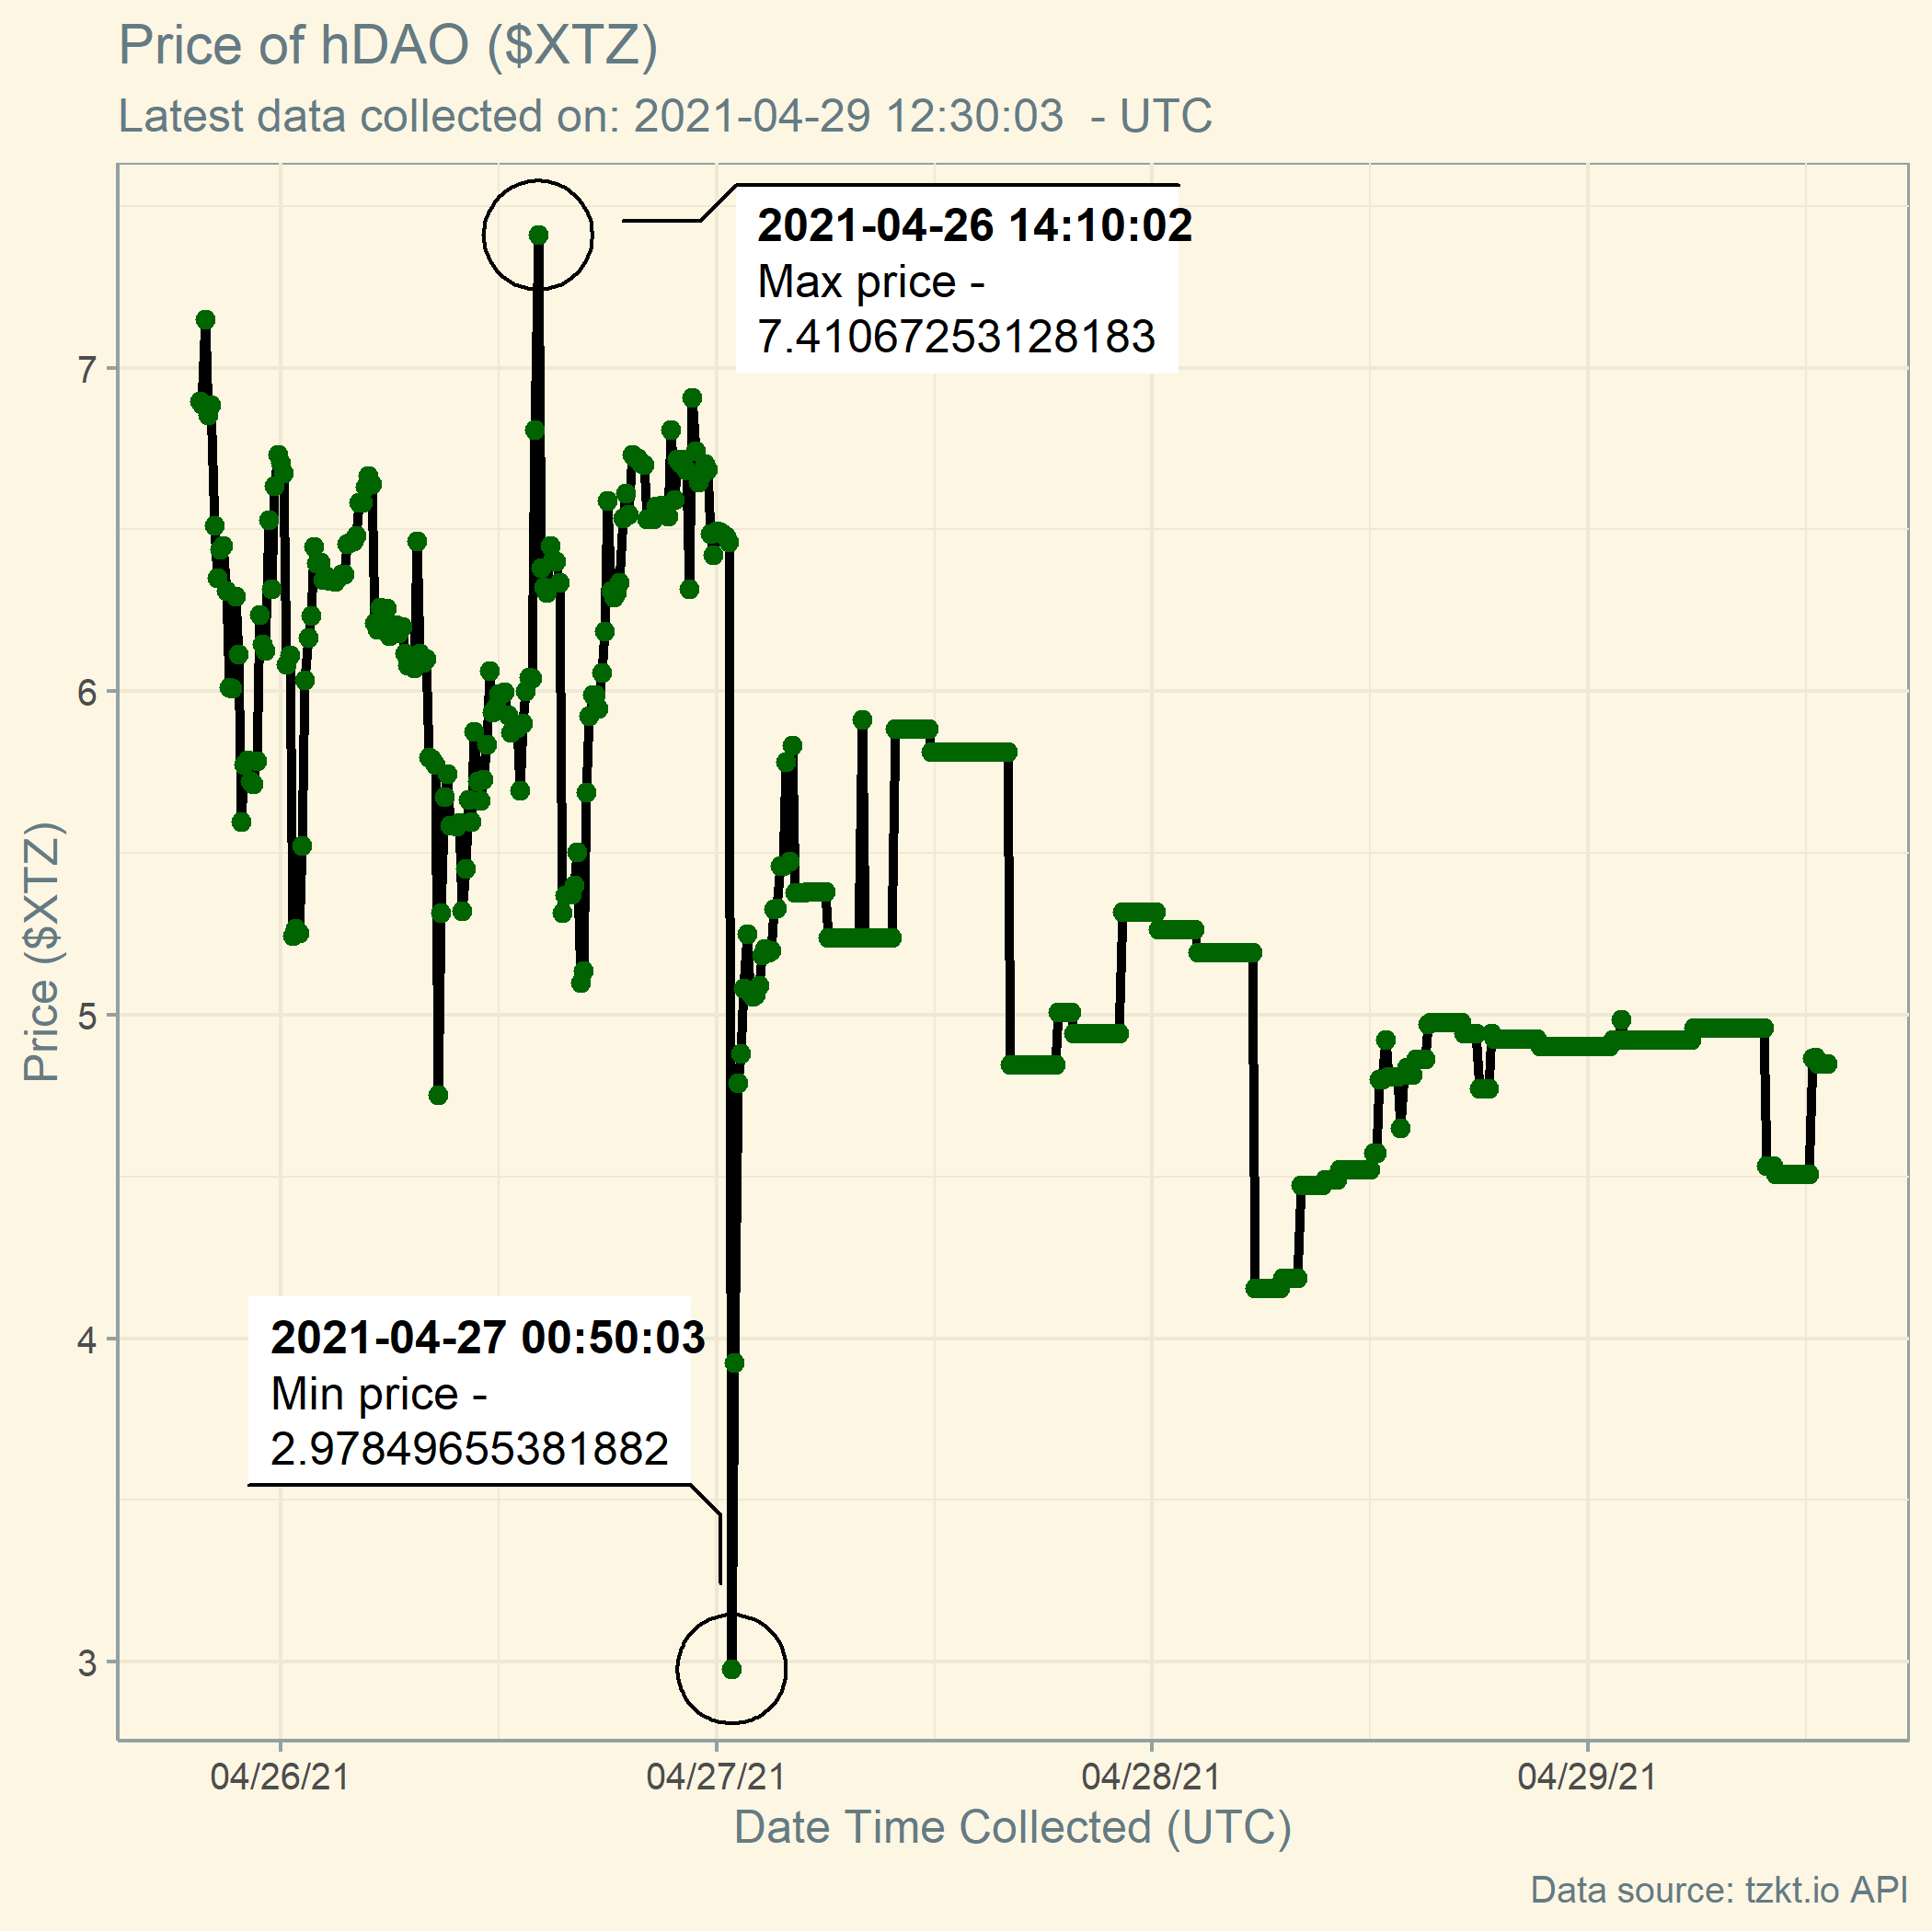 Price of hDAO ($XTZ)
Latest data collected on: 2021-04-29 12:30:03  - UTC
2021-04-26 14:10:02
Max price -
7.41067253128183
7
6
5
4
3
Price ($XTZ)
2021-04-27 00:50:03
Min price -
2.97849655381882
04/26/21
04/27/21
04/28/21
04/29/21
Date Time Collected (UTC)
Data source: tzkt.io API